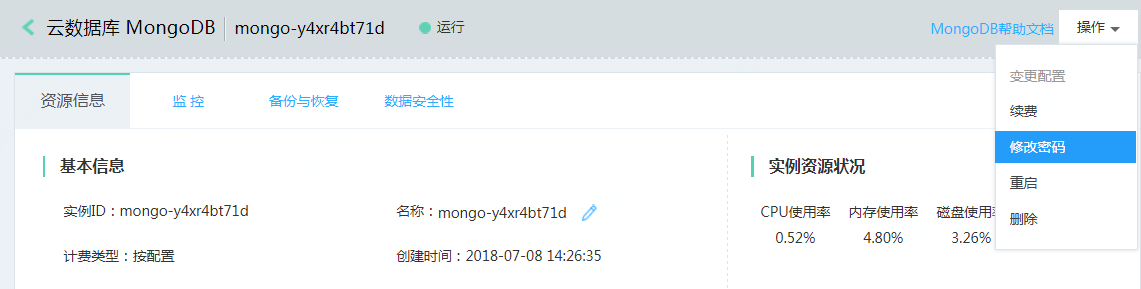 云数据库 MongoDB mongo-y4xr4bt71d 运行 MongoDB帮助文档 操作
变更配置
续费
修改密码
重启
删除
资源信息 监 控 备份与恢复 数据安全性
基本信息
实例ID：mongo-y4xr4bt71d 名称：mongo-y4xr4bt71d
计费类型：按配置 创建时间：2018-07-08 14:26:35
实例资源状况
CPU使用率 内存使用率 磁盘使用
0.52% 4.80% 3.26%